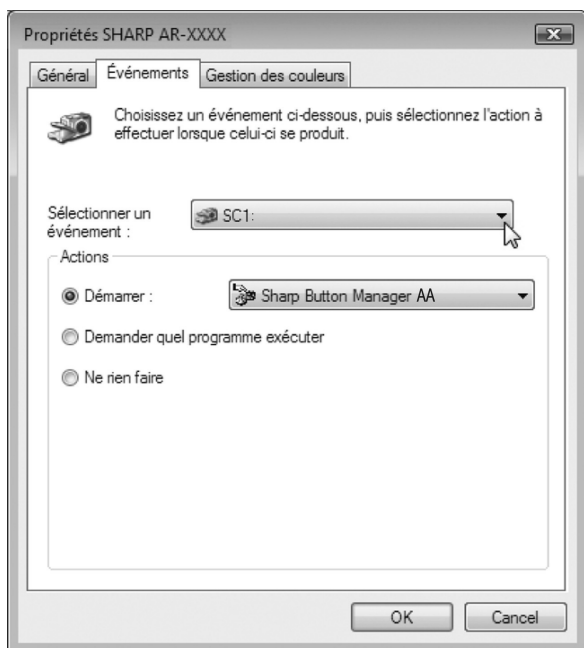 Propriétés SHARP AR-XXXX
Général Événements Gestion des couleurs
Choisissez un événement ci-dessous, puis sélectionnez l'action à
effectuer lorsque celui-ci se produit.
Sélectionner un
événement :
SC1:
Actions
Démarrer : Sharp Button Manager AA
Demander quel programme exécuter
Ne rien faire
OK Cancel